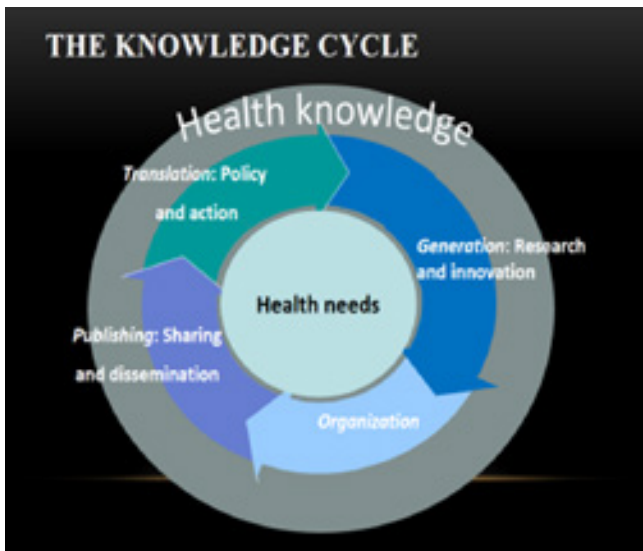 THE KNOWLEDGE CYCLE
Health knowledge
Translation: Policy
and action
Generation: Research
and innovation
Health needs
Publishing: Sharing
and dissemination
Organization